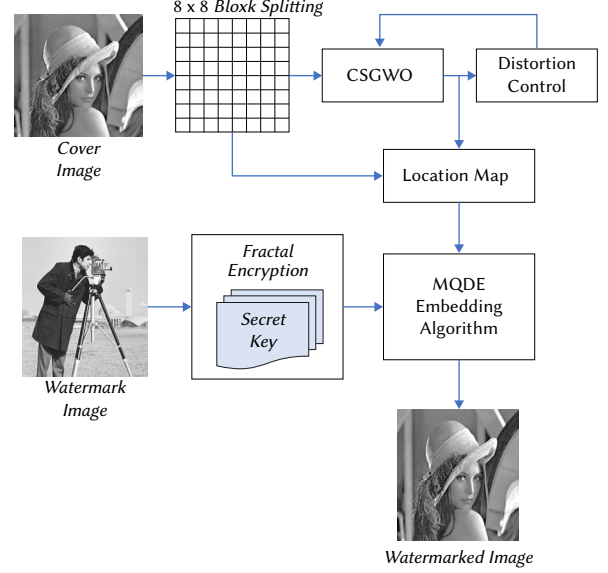 8 x 8 Bloxk Splitting
CSGWO
Distortion
Control
Cover
Image
Location Map
Fractal
Encryption
Secret
Key
MQDE
Embedding
Algorithm
Watermark
Image
Watermarked Image